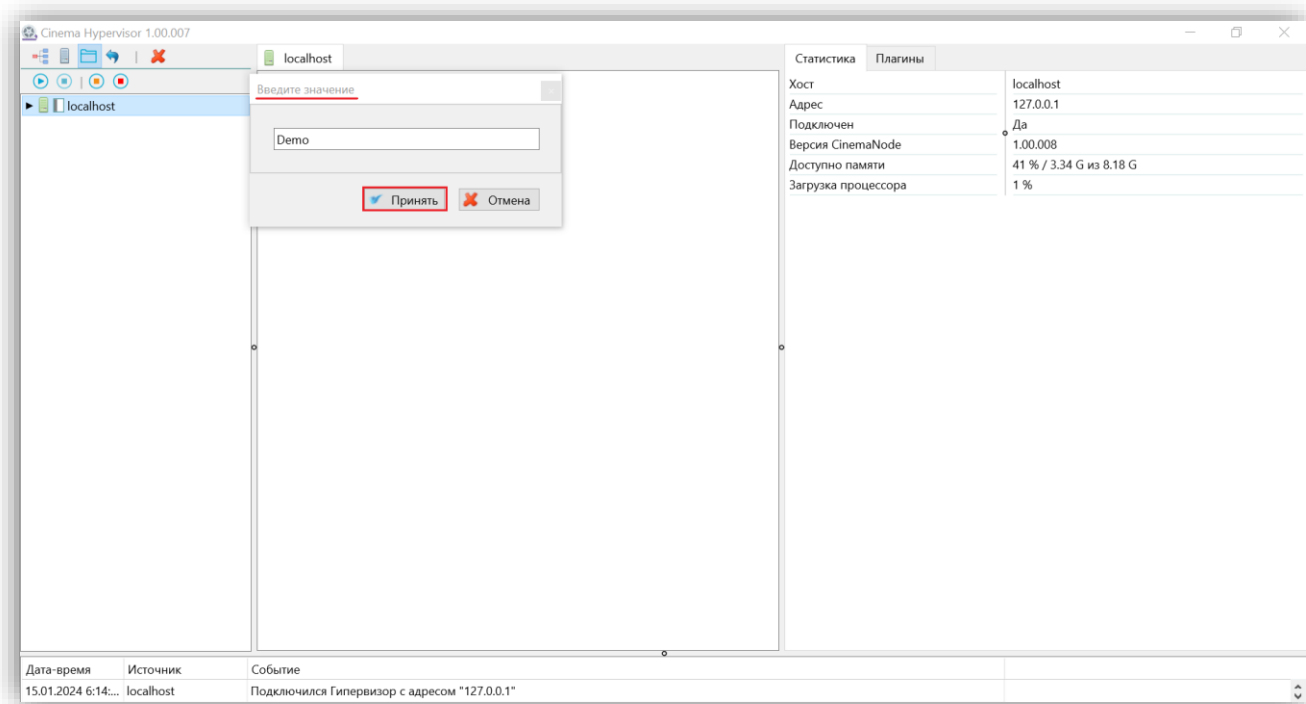 Cinema Hypervisor 1.00.007
localhost
Статистика Плагины
Введите значение
Demo
Принять Отмена
localhost
Хост localhost
Адрес 127.0.0.1
Подключен Да
Версия CinemaNode 1.00.008
Доступно памяти 41 % / 3.34 G из 8.18 G
Загрузка процессора 1 %
Дата-время Источник Событие
15.01.2024 6:14:... localhost Подключился Гипервизор с адресом "127.0.0.1"